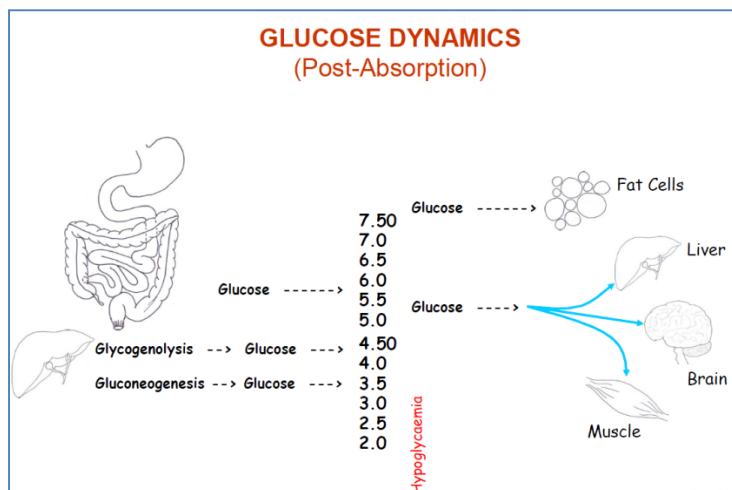 GLUCOSE DYNAMICS
(Post-Absorption)
Fat Cells
Glucose ------>
7.50
7.0
6.5
6.0
5.5
5.0
4.50
4.0
3.5
3.0
2.5
2.0
Glucose ------>
Glucose ---->
Liver
Brain
Muscle
Glycogenolysis ---> Glucose ---->
Gluconeogenesis ---> Glucose ---->
Hypoglycaemia